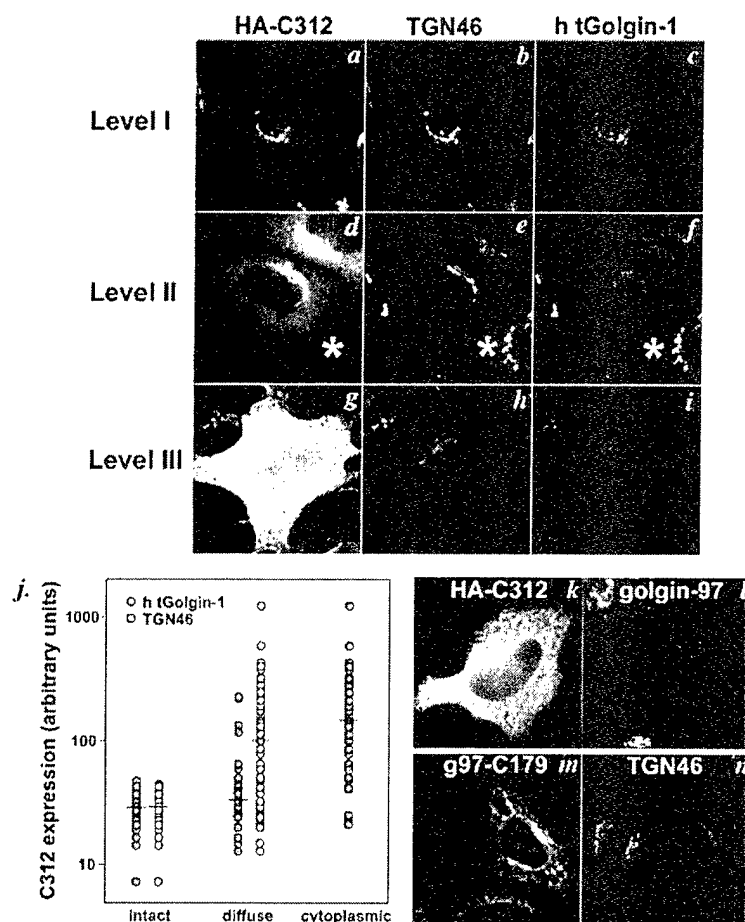 HA-C312 TGN46 h tGolgin-1
a b c
Level I
d e f
Level II
* * *
g h i
Level III
j.
C312 expression (arbitrary units)
1000
100
10
h tGolgin-1
TGN46
intact diffuse cytoplasmic
HA-C312 k golgin-97 l
g97-C179 m TGN46 n